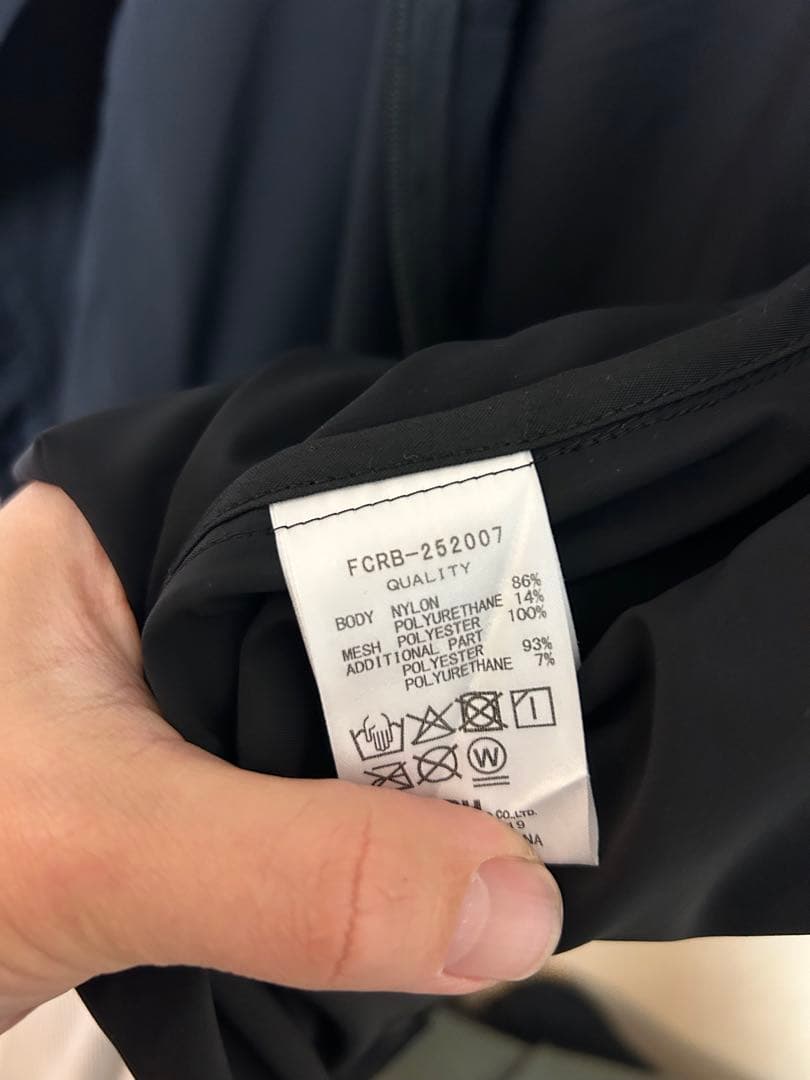 FCRB-252007
QUALITY
BODY NYLON 86%
POLYURETHANE 14%
MESH POLYESTER 100%
ADDITIONAL PART
POLYESTER 93%
POLYURETHANE 7%
W
CO.,LTD.